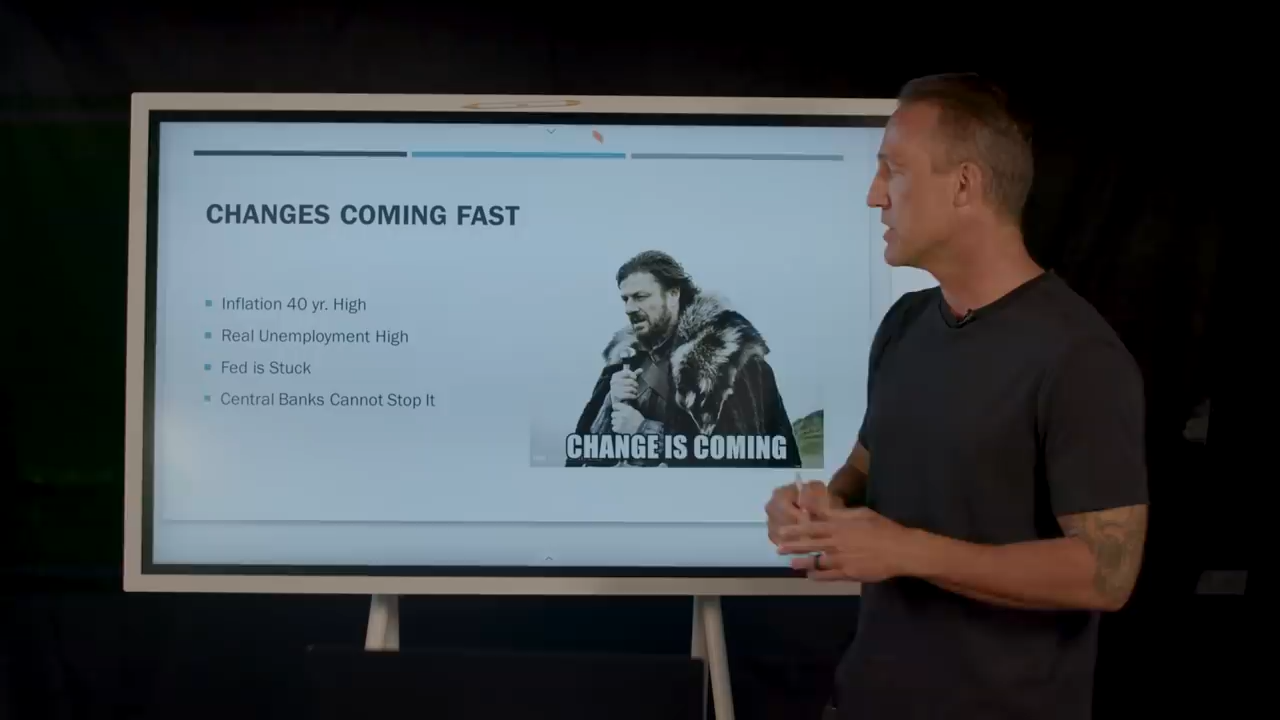 CHANGES COMING FAST
Inflation 40 yr. High
Real Unemployment High
Fed is Stuck
Central Banks Cannot Stop It
CHANGE IS COMING